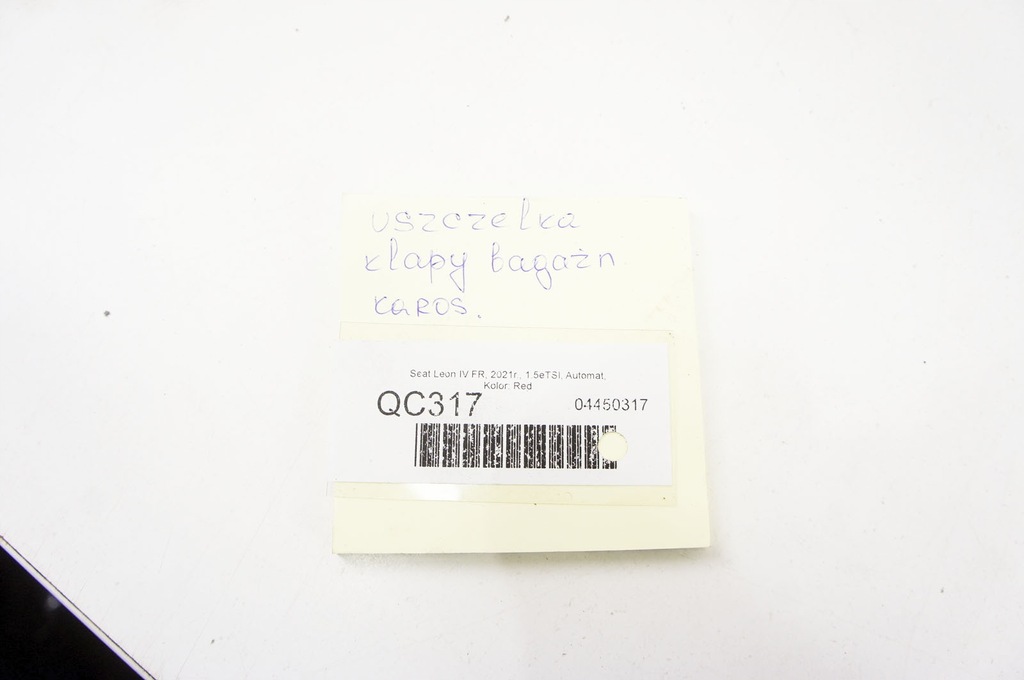 uszczelka
klapy bagażn
karos.
Seat Leon IV FR, 2021r., 1.5eTSI, Automat,
Kolor: Red
QC317 04450317